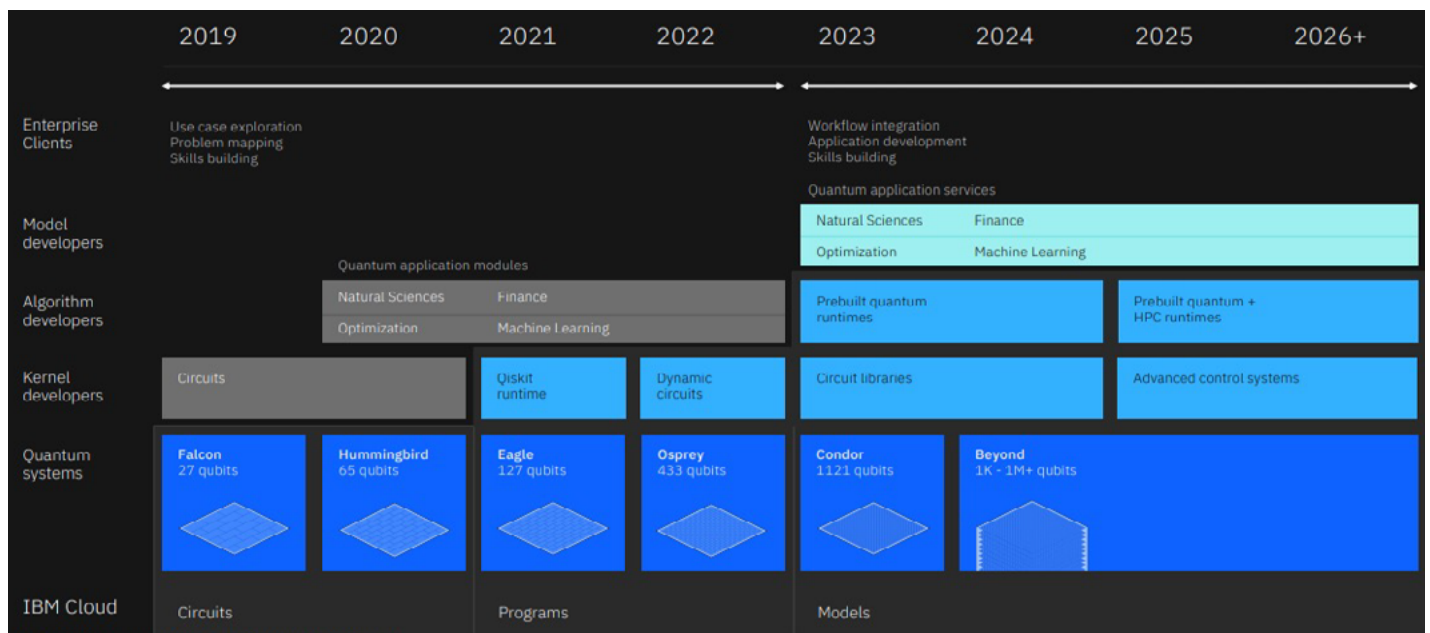 2019 2020 2021 2022 2023 2024 2025 2026+
Enterprise
Clients
Use case exploration
Problem mapping
Skills building
Workflow integration
Application development
Skills building
Model
developers
Quantum application services
Natural Sciences Finance
Optimization Machine Learning
Algorithm
developers
Quantum application modules
Natural Sciences Finance
Optimization Machine Learning
Prebuilt quantum
runtimes
Prebuilt quantum +
HPC runtimes
Kernel
developers
Circuits
Qiskit
runtime
Dynamic
circuits
Circuit libraries
Advanced control systems
Quantum
systems
Falcon
27 qubits
Hummingbird
65 qubits
Eagle
127 qubits
Osprey
433 qubits
Condor
1121 qubits
Beyond
1K - 1M+ qubits
IBM Cloud
Circuits
Programs
Models